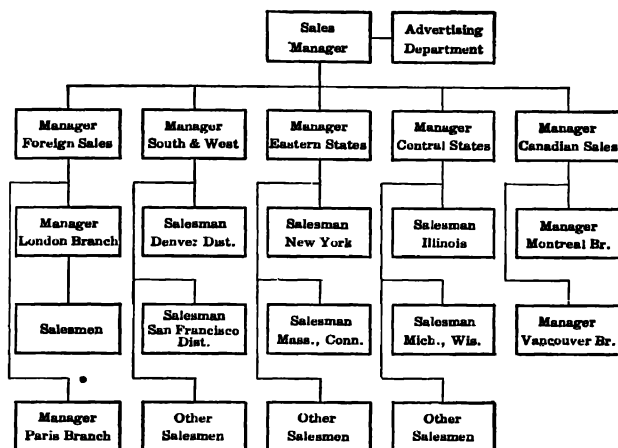 Sales
Manager
Advertising
Department
Manager
Foreign Sales
Manager
South & West
Manager
Eastern States
Manager
Central States
Manager
Canadian Sales
Manager
London Branch
Salesman
Denver Dist.
Salesman
New York
Salesman
Illinois
Manager
Montreal Br.
Salesmen
Salesman
San Francisco
Dist.
Salesman
Mass., Conn.
Salesman
Mich., Wis.
Manager
Vancouver Br.
Manager
Paris Branch
Other
Salesmen
Other
Salesmen
Other
Salesmen